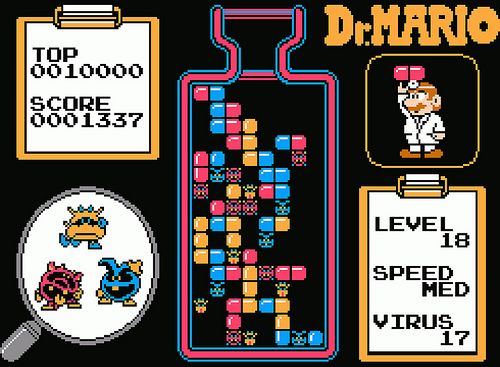 Dr. MARIO
TOP
0010000
SCORE
0001337
LEVEL
18
SPEED
MED
VIRUS
17